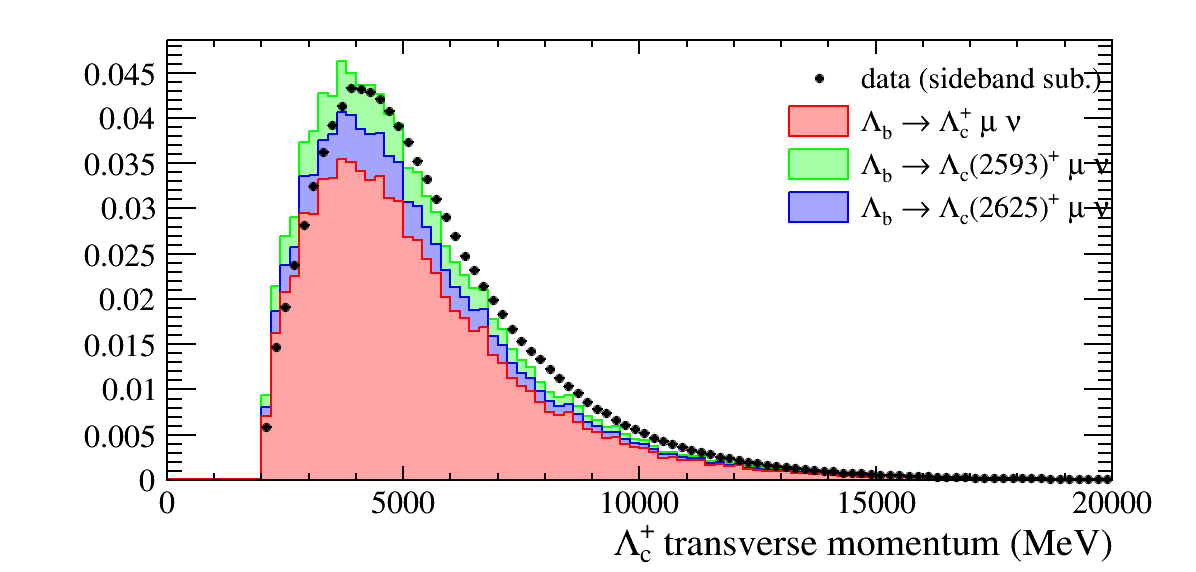 0.045
0.04
0.035
0.03
0.025
0.02
0.015
0.01
0.005
0
data (sideband sub.)
Λb → Λc+ μ ν
Λb → Λc(2593)+ μ ν
Λb → Λc(2625)+ μ ν
0 5000 10000 15000 20000
Λc+ transverse momentum (MeV)